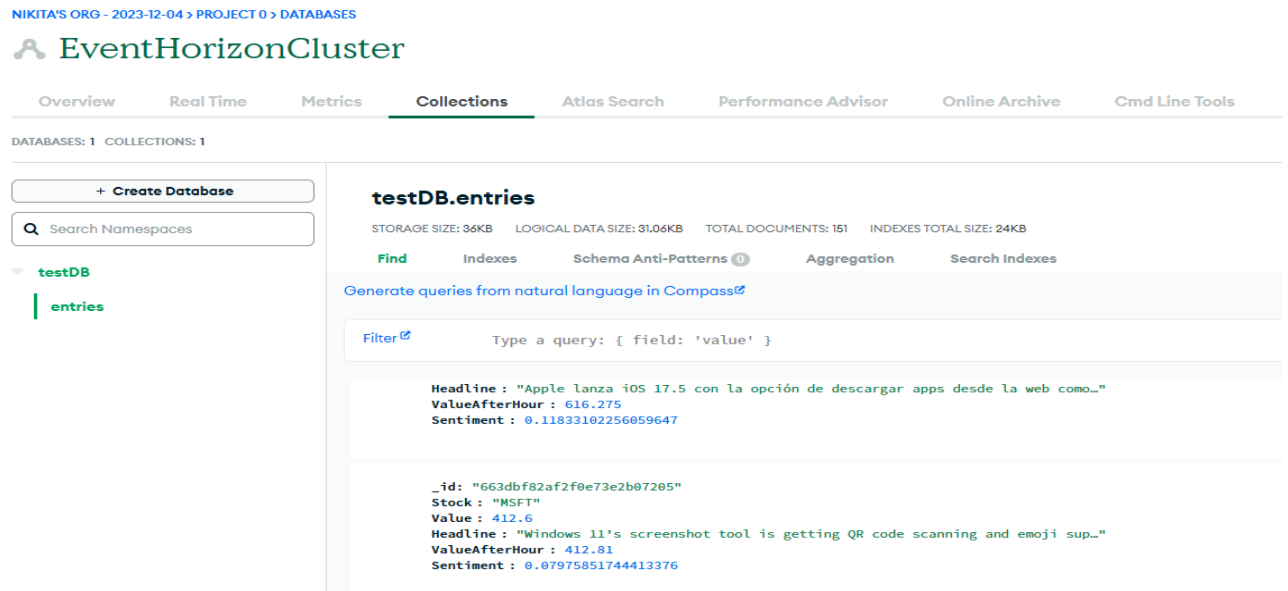 NIKITA'S ORG - 2023-12-04 > PROJECT 0 > DATABASES
EventHorizonCluster
Overview Real Time Metrics Collections Atlas Search Performance Advisor Online Archive Cmd Line Tools
DATABASES: 1 COLLECTIONS: 1
+ Create Database
Search Namespaces
testDB
entries
testDB.entries
STORAGE SIZE: 36KB LOGICAL DATA SIZE: 31.06KB TOTAL DOCUMENTS: 151 INDEXES TOTAL SIZE: 24KB
Find Indexes Schema Anti-Patterns 0 Aggregation Search Indexes
Generate queries from natural language in Compass
Filter Type a query: { field: 'value' }
Headline : "Apple lanza iOS 17.5 con la opción de descargar apps desde la web como…"
ValueAfterHour : 616.275
Sentiment : 0.11833102256059647
_id: "663dbf82af2f0e73e2b07205"
Stock : "MSFT"
Value : 412.6
Headline : "Windows 11’s screenshot tool is getting QR code scanning and emoji sup…"
ValueAfterHour : 412.81
Sentiment : 0.07975851744413376